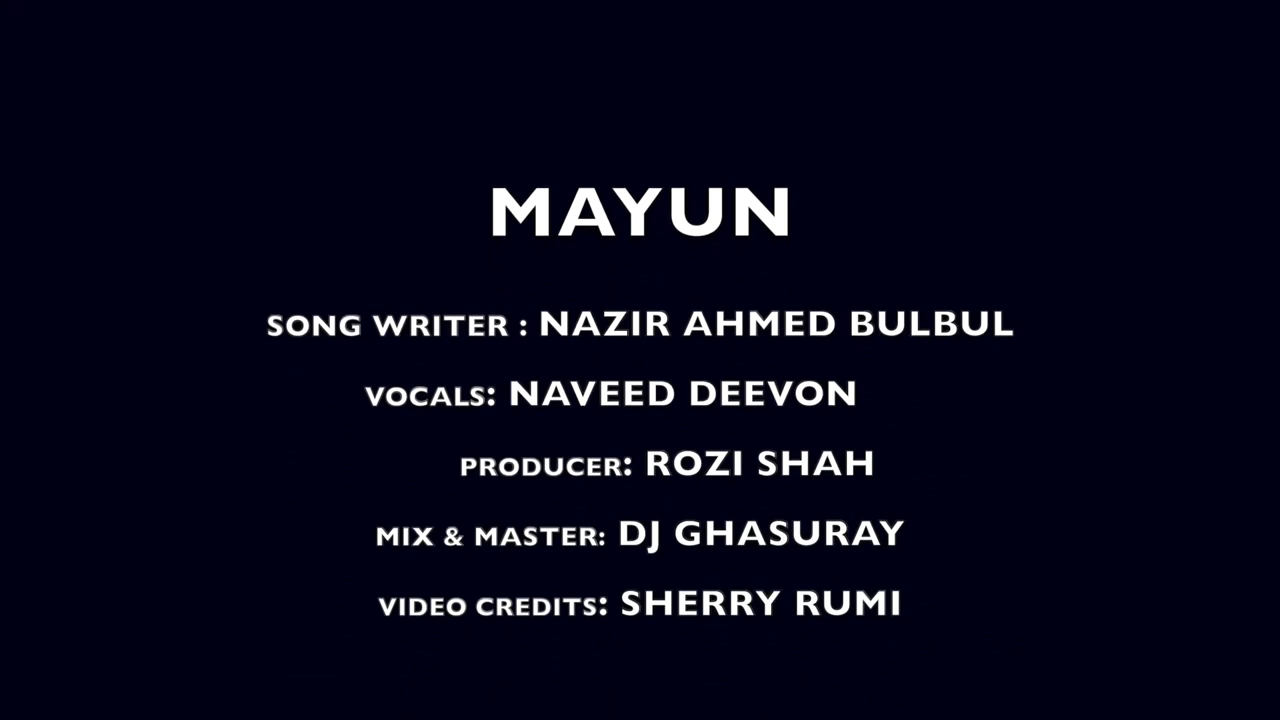 MAYUN
SONG WRITER : NAZIR AHMED BULBUL
VOCALS: NAVEED DEEVON
PRODUCER: ROZI SHAH
MIX & MASTER: DJ GHASURAY
VIDEO CREDITS: SHERRY RUMI